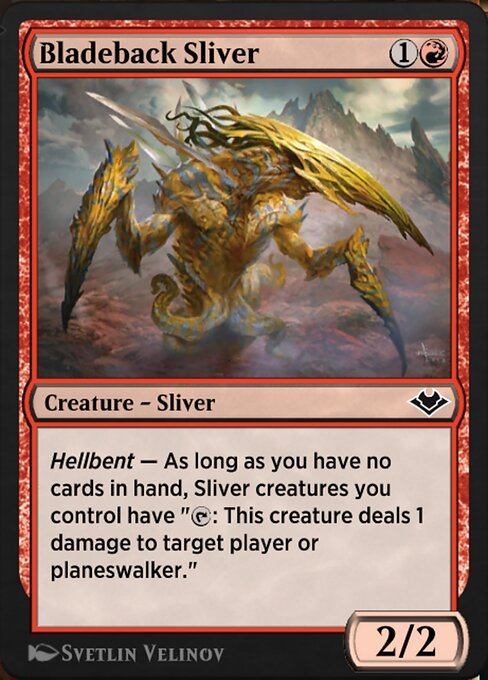 Bladeback Sliver 1
Creature – Sliver
Hellbent — As long as you have no
cards in hand, Sliver creatures you
control have ": This creature deals 1
damage to target player or
planeswalker."
2/2
SVETLIN VELINOV